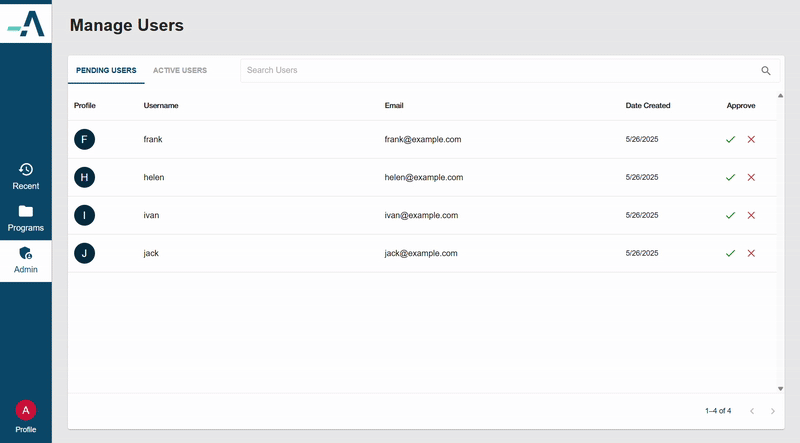 Manage Users
PENDING USERS ACTIVE USERS Search Users
Profile Username Email Date Created Approve
F frank frank@example.com 5/26/2025
H helen helen@example.com 5/26/2025
I ivan ivan@example.com 5/26/2025
J jack jack@example.com 5/26/2025
1–4 of 4
Recent
Programs
Admin
A
Profile